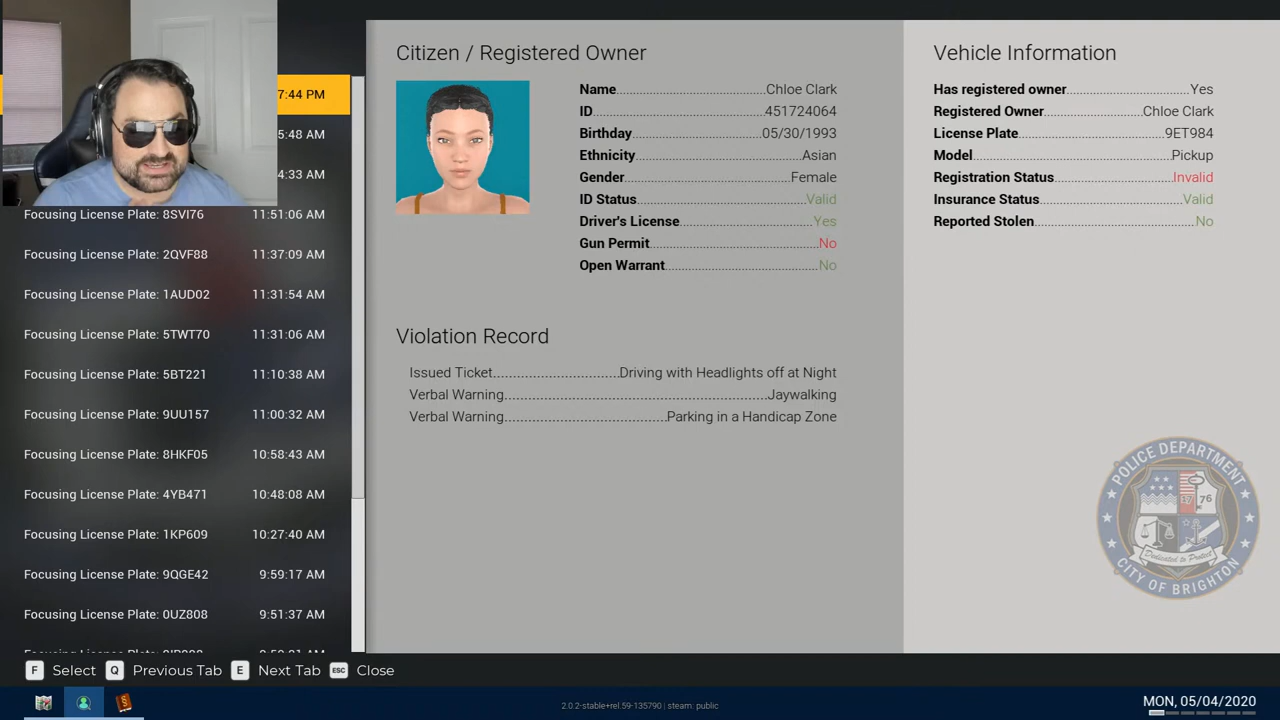 7:44 PM
5:48 AM
4:33 AM
Focusing License Plate: 8SVI76 11:51:06 AM
Focusing License Plate: 2QVF88 11:37:09 AM
Focusing License Plate: 1AUD02 11:31:54 AM
Focusing License Plate: 5TWT70 11:31:06 AM
Focusing License Plate: 5BT221 11:10:38 AM
Focusing License Plate: 9UU157 11:00:32 AM
Focusing License Plate: 8HKF05 10:58:43 AM
Focusing License Plate: 4YB471 10:48:08 AM
Focusing License Plate: 1KP609 10:27:40 AM
Focusing License Plate: 9QGE42 9:59:17 AM
Focusing License Plate: 0UZ808 9:51:37 AM
Citizen / Registered Owner
Name Chloe Clark
ID 451724064
Birthday 05/30/1993
Ethnicity Asian
Gender Female
ID Status Valid
Driver's License Yes
Gun Permit No
Open Warrant No
Violation Record
Issued Ticket Driving with Headlights off at Night
Verbal Warning Jaywalking
Verbal Warning Parking in a Handicap Zone
Vehicle Information
Has registered owner Yes
Registered Owner Chloe Clark
License Plate 9ET984
Model Pickup
Registration Status Invalid
Insurance Status Valid
Reported Stolen No
POLICE DEPARTMENT
17 76
Dedicated to Protect
CITY OF BRIGHTON
F Select Q Previous Tab E Next Tab ESC Close
2.0.2-stable+rel.59-135790 | steam: public
MON, 05/04/2020